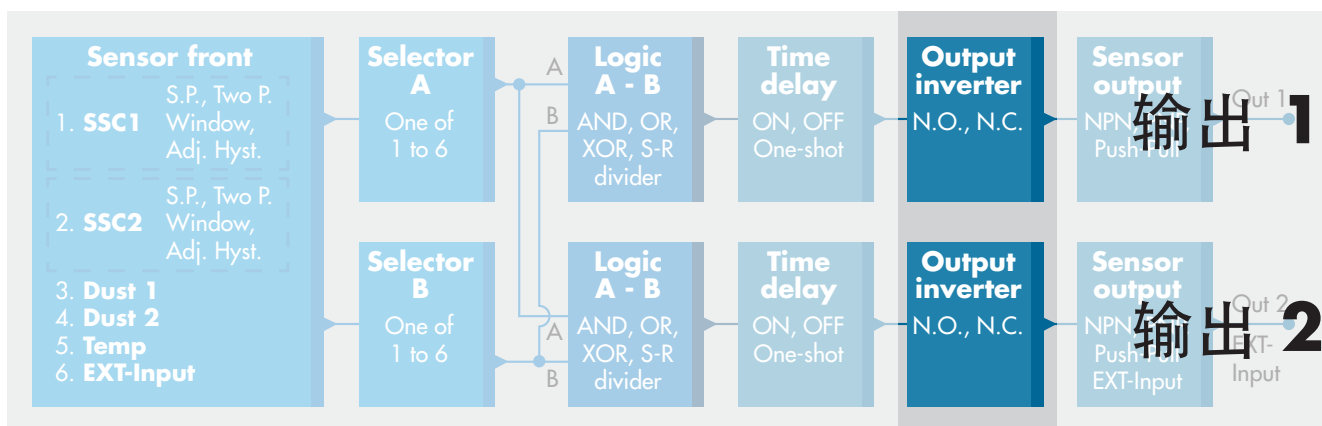 Sensor front
1. SSC1
S.P., Two P.
Window,
Adj. Hyst.
2. SSC2
S.P., Two P.
Window,
Adj. Hyst.
3. Dust 1
4. Dust 2
5. Temp
6. EXT-Input
Selector
A
One of
1 to 6
A
B
Logic
A - B
AND, OR,
XOR, S-R
divider
Time
delay
ON, OFF
One-shot
Output
inverter
N.O., N.C.
Sensor
output
NPN
Push-Pull
Out 1
输出 1
Selector
B
One of
1 to 6
A
B
Logic
A - B
AND, OR,
XOR, S-R
divider
Time
delay
ON, OFF
One-shot
Output
inverter
N.O., N.C.
Sensor
output
NPN
Push-Pull
EXT-Input
Out 2
EXT-
Input
输出 2